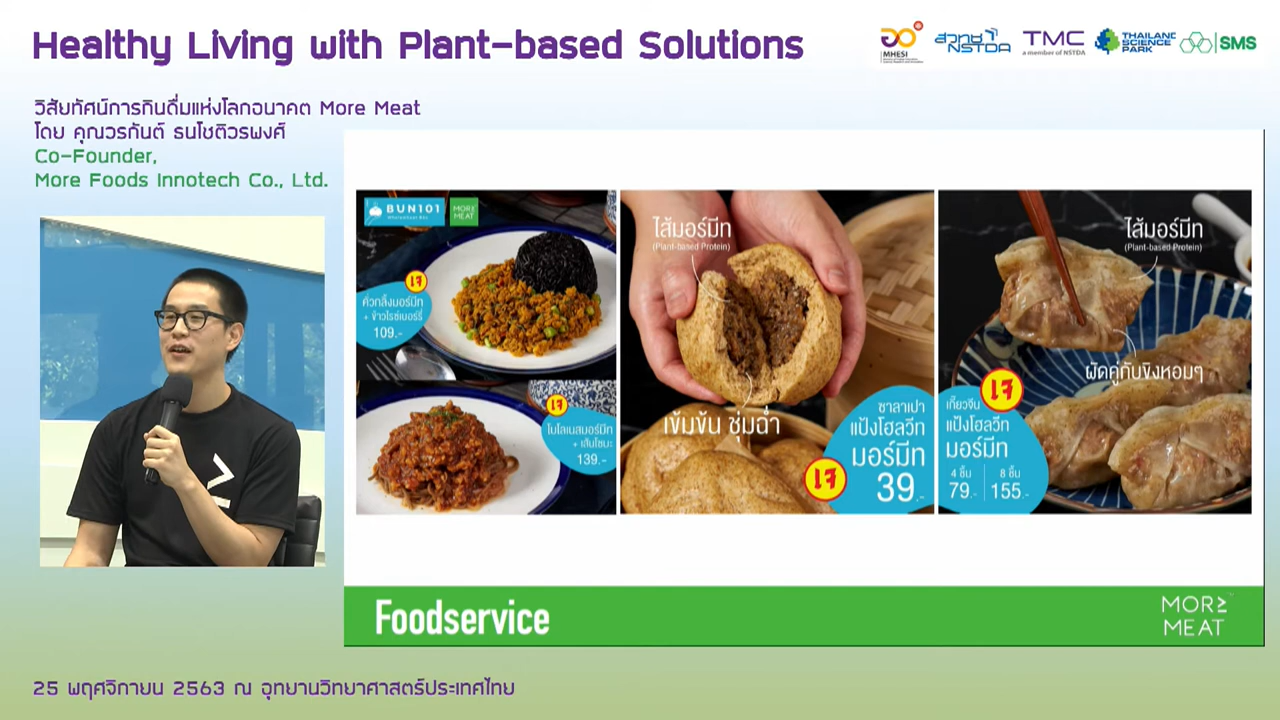 Healthy Living with Plant-based Solutions
MHESI
สวทช
NSTDA
TMC
a member of NSTDA
THAILAND
SCIENCE
PARK
SMS
วิสัยทัศน์การกินดื่มแห่งโลกอนาคต More Meat
โดย คุณวรกันต์ ธนโชติวรพงศ์
Co-Founder,
More Foods Innotech Co., Ltd.
BUN101
MORE
MEAT
เจ
คั่วกลิ้งมอร์มีท
+ ข้าวไรซ์เบอร์รี่
109.-
เจ
โบโลเนสมอร์มีท
+ เส้นโซบะ
139.-
ไส้มอร์มีท
(Plant-based Protein)
เข้มข้น ชุ่มฉ่ำ
ซาลาเปา
แป้งโฮลวีท
มอร์มีท
เจ
39.-
ไส้มอร์มีท
(Plant-based Protein)
ผัดคู่กับขิงหอมๆ
เกี๊ยวจีน
เจ
แป้งโฮลวีท
มอร์มีท
4 ชิ้น 8 ชิ้น
79.- 155.-
Foodservice
MORE
MEAT
25 พฤศจิกายน 2563 ณ อุทยานวิทยาศาสตร์ประเทศไทย